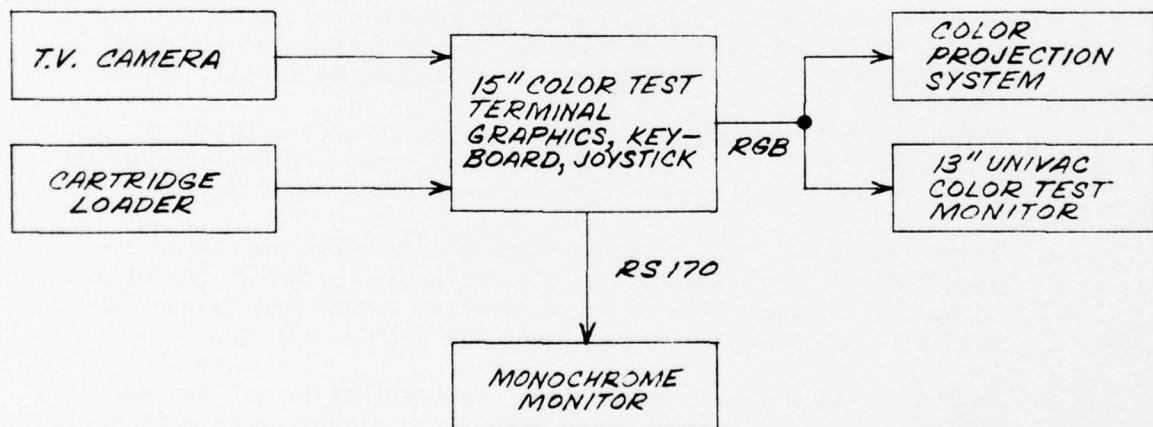 T.V. CAMERA
CARTRIDGE
LOADER
15" COLOR TEST
TERMINAL
GRAPHICS, KEY-
BOARD, JOYSTICK
RGB
COLOR
PROJECTION
SYSTEM
13" UNIVAC
COLOR TEST
MONITOR
RS 170
MONOCHROME
MONITOR